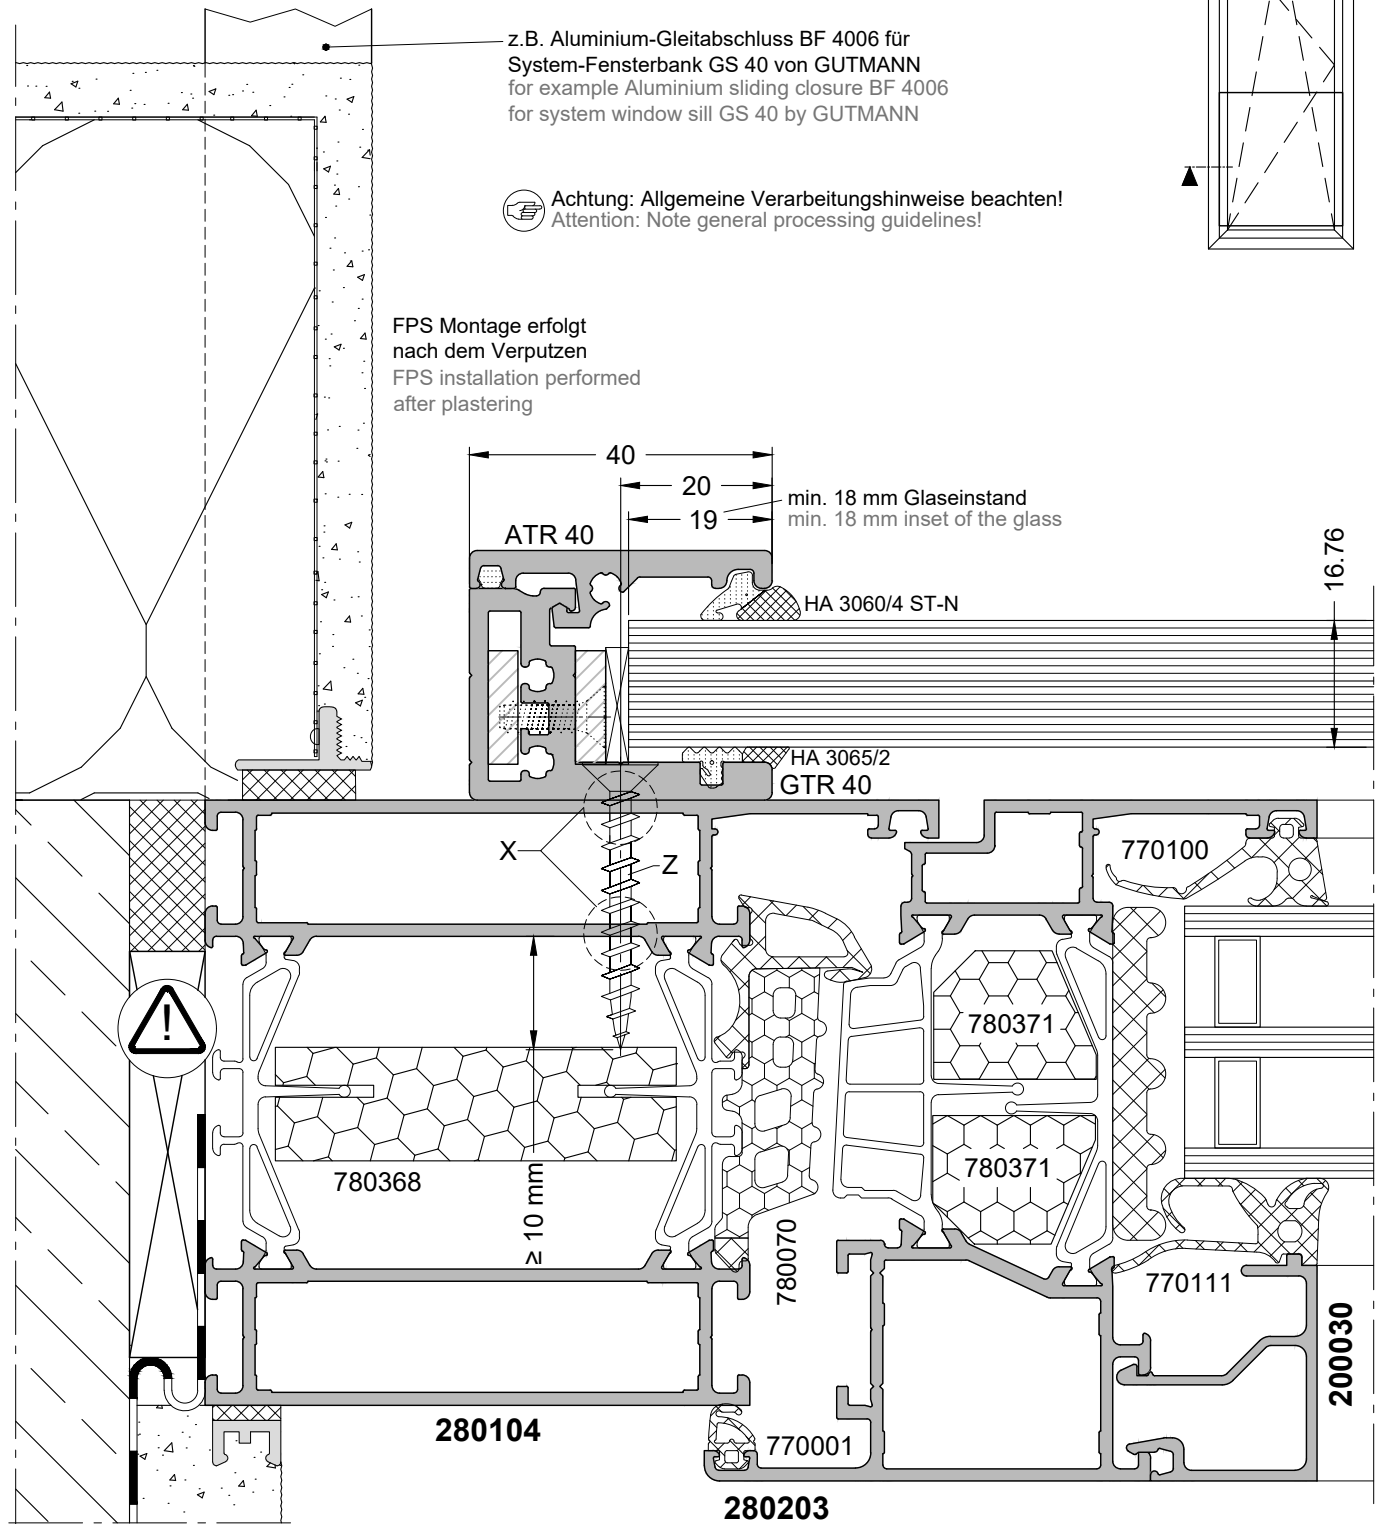 z.B. Aluminium-Gleitabschluss BF 4006 für
System-Fensterbank GS 40 von GUTMANN
for example Aluminium sliding closure BF 4006
for system window sill GS 40 by GUTMANN
Achtung: Allgemeine Verarbeitungshinweise beachten!
Attention: Note general processing guidelines!
FPS Montage erfolgt
nach dem Verputzen
FPS installation performed
after plastering
40
20
min. 18 mm Glaseinstand
19
min. 18 mm inset of the glass
ATR 40
16.76
HA 3060/4 ST-N
HA 3065/2
GTR 40
X
Z
770100
!
780371
780371
780368
≥ 10 mm
780070
770111
200030
280104
770001
280203